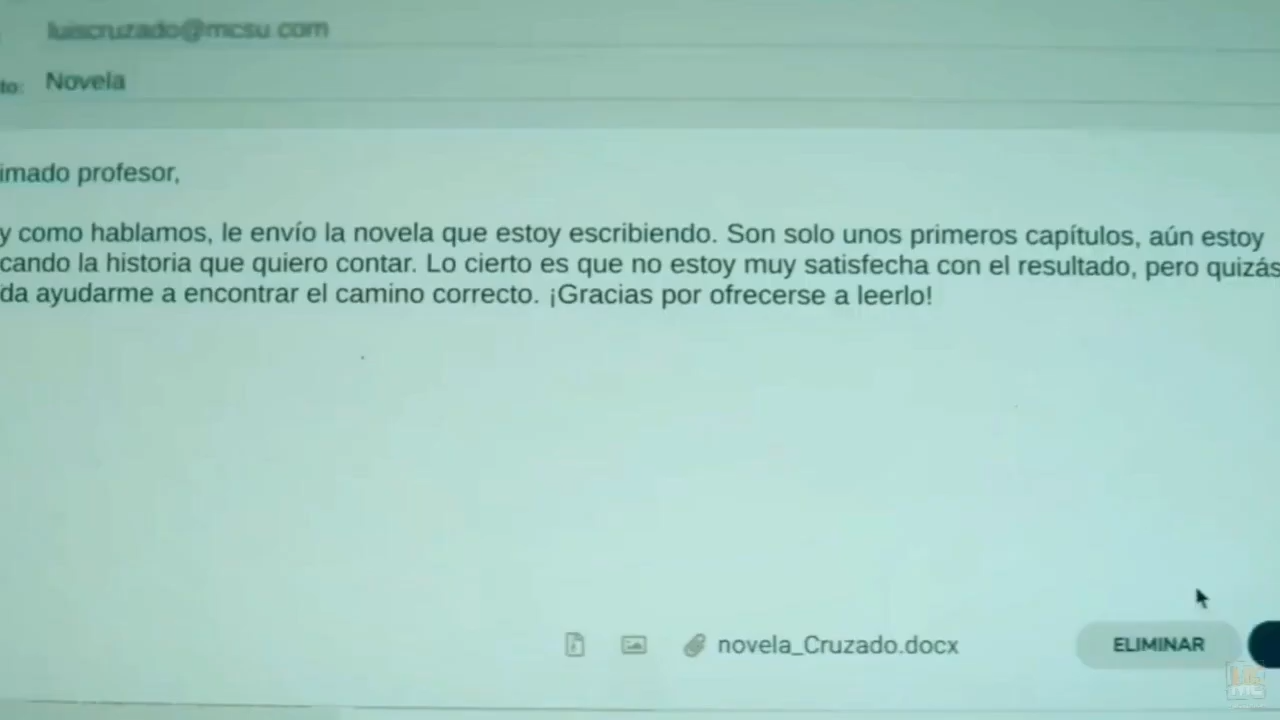 luiscruzado@mcsu.com
to: Novela
imado profesor,
y como hablamos, le envío la novela que estoy escribiendo. Son solo unos primeros capítulos, aún estoy
cando la historia que quiero contar. Lo cierto es que no estoy muy satisfecha con el resultado, pero quizás
da ayudarme a encontrar el camino correcto. ¡Gracias por ofrecerse a leerlo!
novela_Cruzado.docx
ELIMINAR